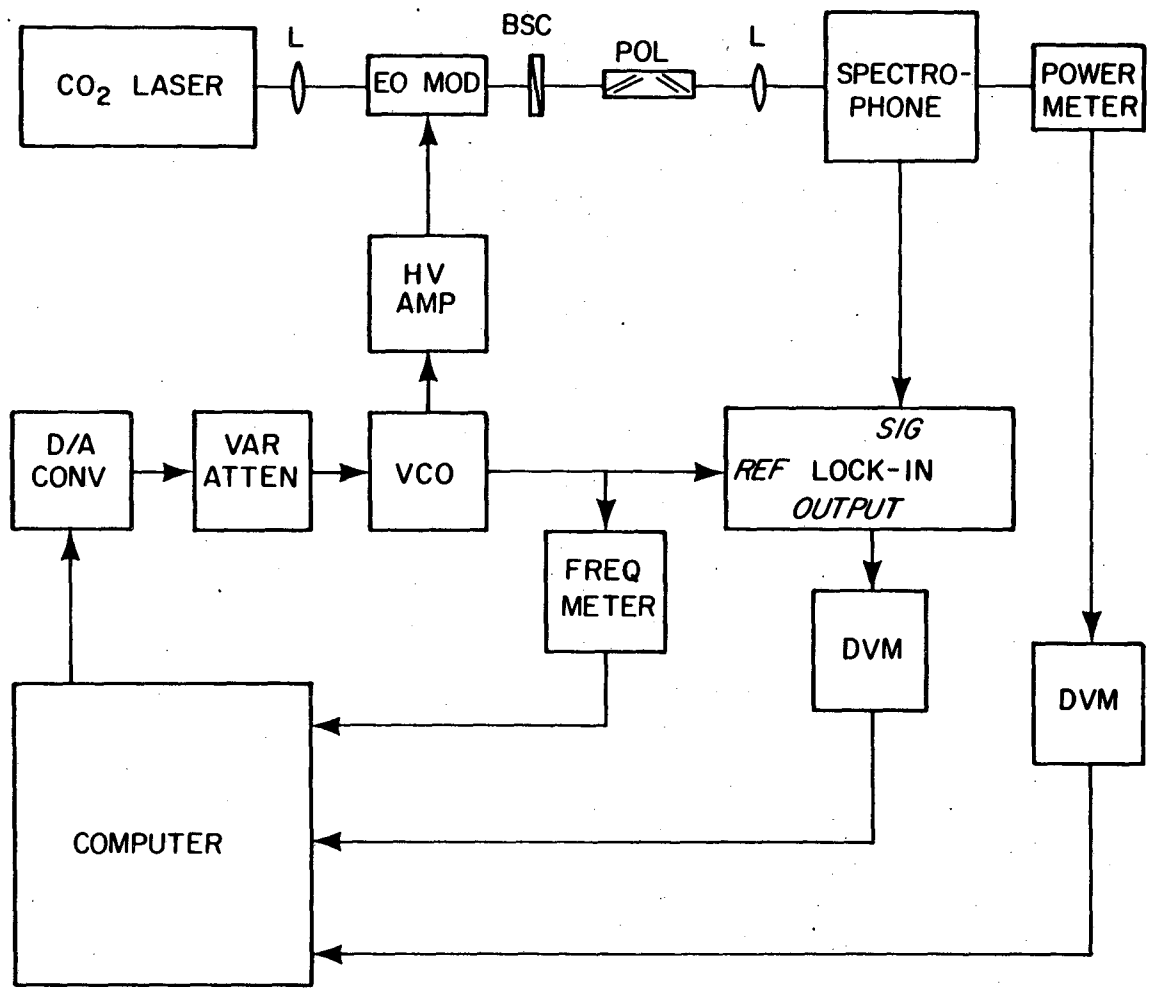 CO₂ LASER
L
EO MOD
BSC
POL
L
SPECTRO-
PHONE
POWER
METER
HV
AMP
D/A
CONV
VAR
ATTEN
VCO
SIG
REF LOCK-IN
OUTPUT
FREQ
METER
DVM
DVM
COMPUTER